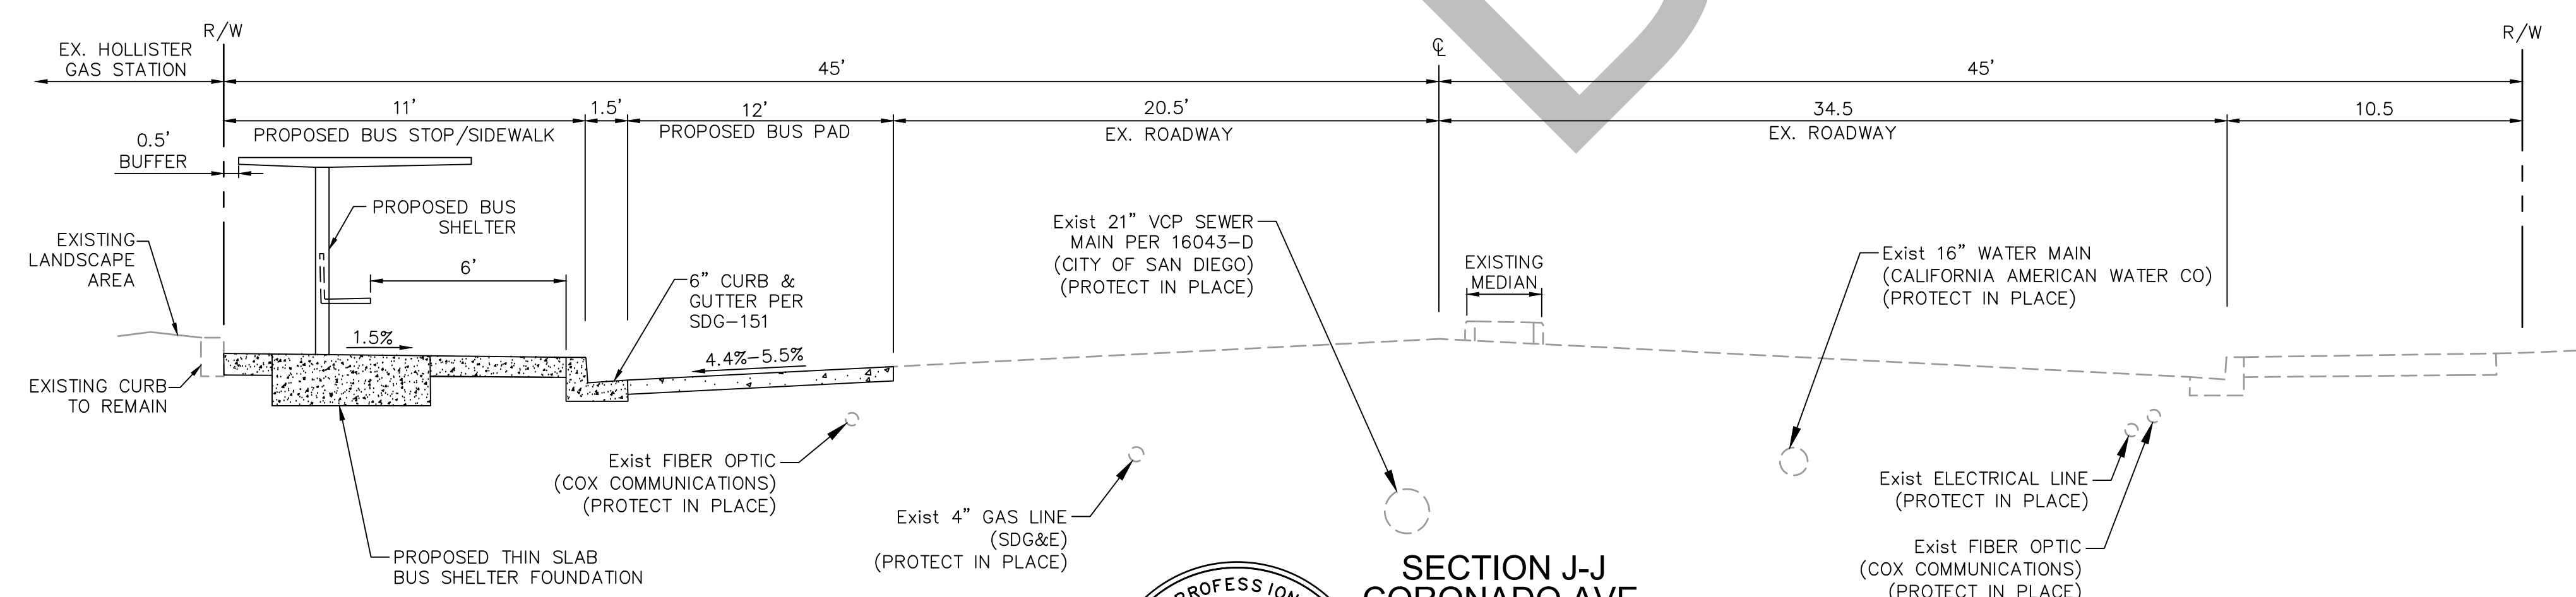 R/W
EX. HOLLISTER
GAS STATION
45'
℄
45'
R/W
11'
PROPOSED BUS STOP/SIDEWALK
1.5'
12'
PROPOSED BUS PAD
20.5'
EX. ROADWAY
34.5
EX. ROADWAY
10.5
0.5'
BUFFER
PROPOSED BUS
SHELTER
EXISTING
LANDSCAPE
AREA
6'
6" CURB &
GUTTER PER
SDG-151
1.5%
4.4%-5.5%
EXISTING CURB
TO REMAIN
Exist 21" VCP SEWER
MAIN PER 16043-D
(CITY OF SAN DIEGO)
(PROTECT IN PLACE)
EXISTING
MEDIAN
Exist 16" WATER MAIN
(CALIFORNIA AMERICAN WATER CO)
(PROTECT IN PLACE)
Exist FIBER OPTIC
(COX COMMUNICATIONS)
(PROTECT IN PLACE)
Exist 4" GAS LINE
(SDG&E)
(PROTECT IN PLACE)
Exist ELECTRICAL LINE
(PROTECT IN PLACE)
Exist FIBER OPTIC
(COX COMMUNICATIONS)
(PROTECT IN PLACE)
PROPOSED THIN SLAB
BUS SHELTER FOUNDATION
SECTION J-J
CORONADO AVE
PROFESSION